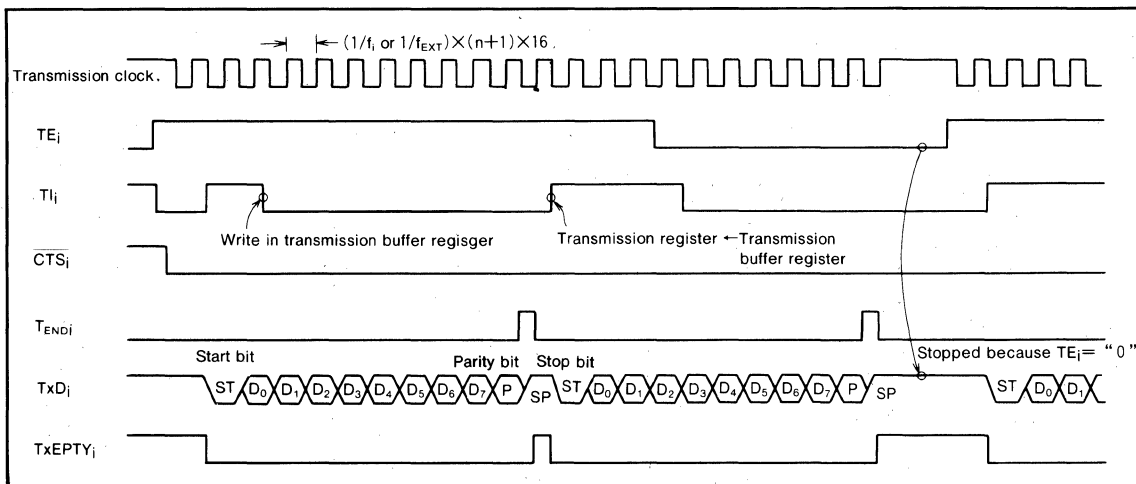 (1/fi or 1/fEXT)×(n+1)×16.
Transmission clock.
TEi
TIi
Write in transmission buffer regisger
Transmission register ←Transmission
buffer register
CTSi
TENDi
Start bit
Parity bit
Stop bit
Stopped because TEi= "0"
TxDi
ST D0 D1 D2 D3 D4 D5 D6 D7 P SP ST D0 D1 D2 D3 D4 D5 D6 D7 P SP ST D0 D1
TxEPTYi